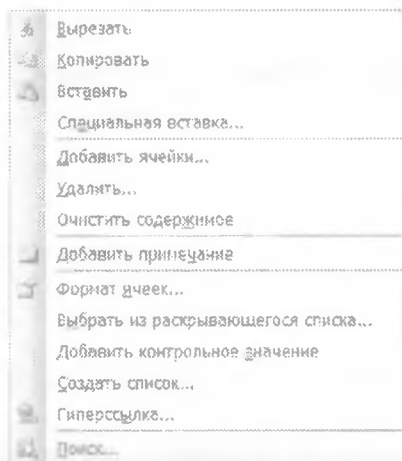 Вырезать
Копировать
Вставить
Специальная вставка...
Добавить ячейки...
Удалить...
Очистить содержимое
Добавить примечание
Формат ячеек...
Выбрать из раскрывающегося списка...
Добавить контрольное значение
Создать список...
Гиперссылка...
Поиск...